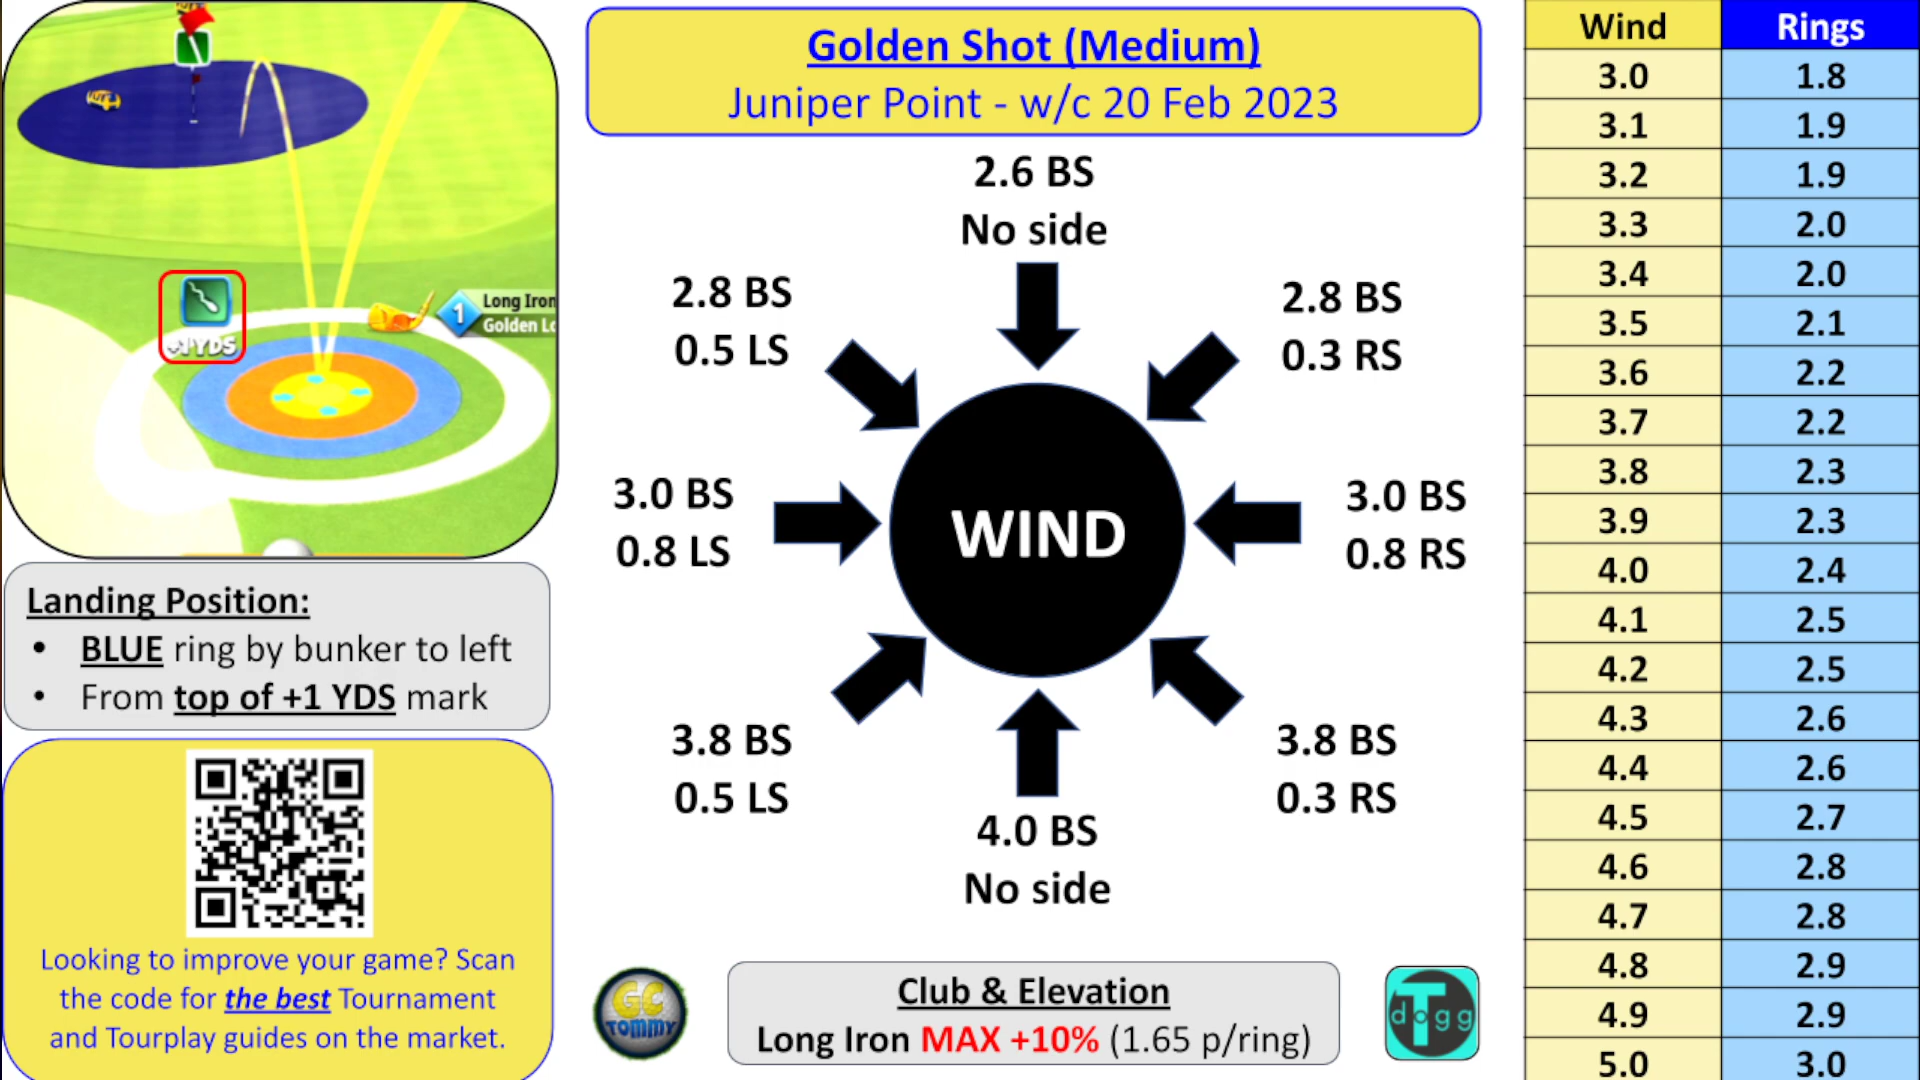 Golden Shot (Medium)
Juniper Point - w/c 20 Feb 2023
+1YDS
1
Long Iron
Golden Lo
Landing Position:
• BLUE ring by bunker to left
• From top of +1 YDS mark
Looking to improve your game? Scan
the code for the best Tournament
and Tourplay guides on the market.
2.6 BS
No side
2.8 BS
0.5 LS
2.8 BS
0.3 RS
3.0 BS
0.8 LS
WIND
3.0 BS
0.8 RS
3.8 BS
0.5 LS
3.8 BS
0.3 RS
4.0 BS
No side
GC
TOMMY
Club & Elevation
Long Iron MAX +10% (1.65 p/ring)
T
dogg
Wind Rings
3.0 1.8
3.1 1.9
3.2 1.9
3.3 2.0
3.4 2.0
3.5 2.1
3.6 2.2
3.7 2.2
3.8 2.3
3.9 2.3
4.0 2.4
4.1 2.5
4.2 2.5
4.3 2.6
4.4 2.6
4.5 2.7
4.6 2.8
4.7 2.8
4.8 2.9
4.9 2.9
5.0 3.0